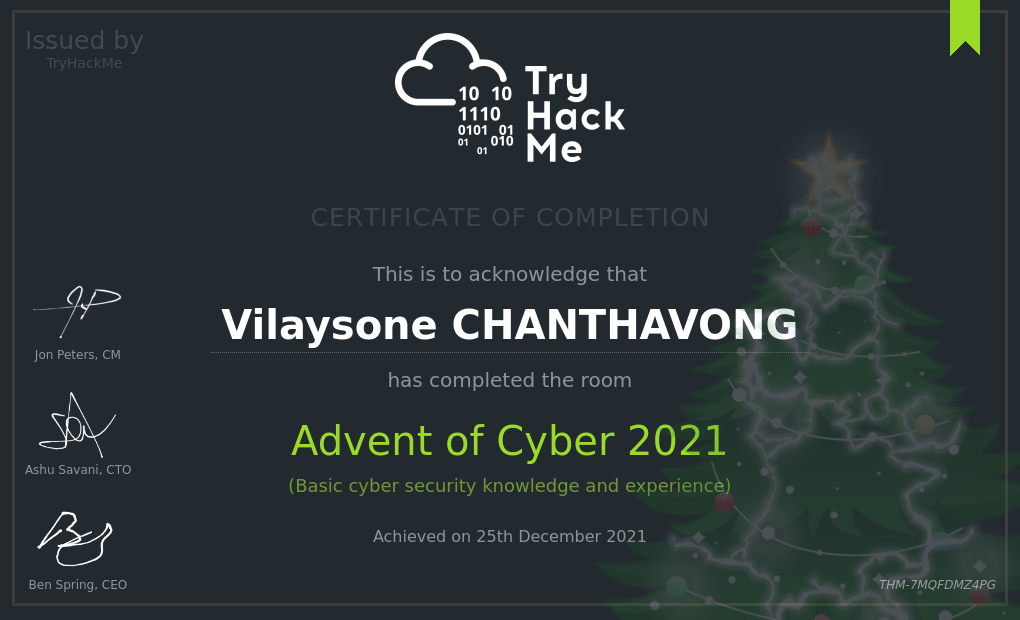 Issued by
TryHackMe
10 10
1110
0101 01
01 010
01
Try
Hack
Me
CERTIFICATE OF COMPLETION
This is to acknowledge that
Vilaysone CHANTHAVONG
has completed the room
Advent of Cyber 2021
(Basic cyber security knowledge and experience)
Achieved on 25th December 2021
Jon Peters, CM
Ashu Savani, CTO
Ben Spring, CEO
THM-7MQFDMZ4PG